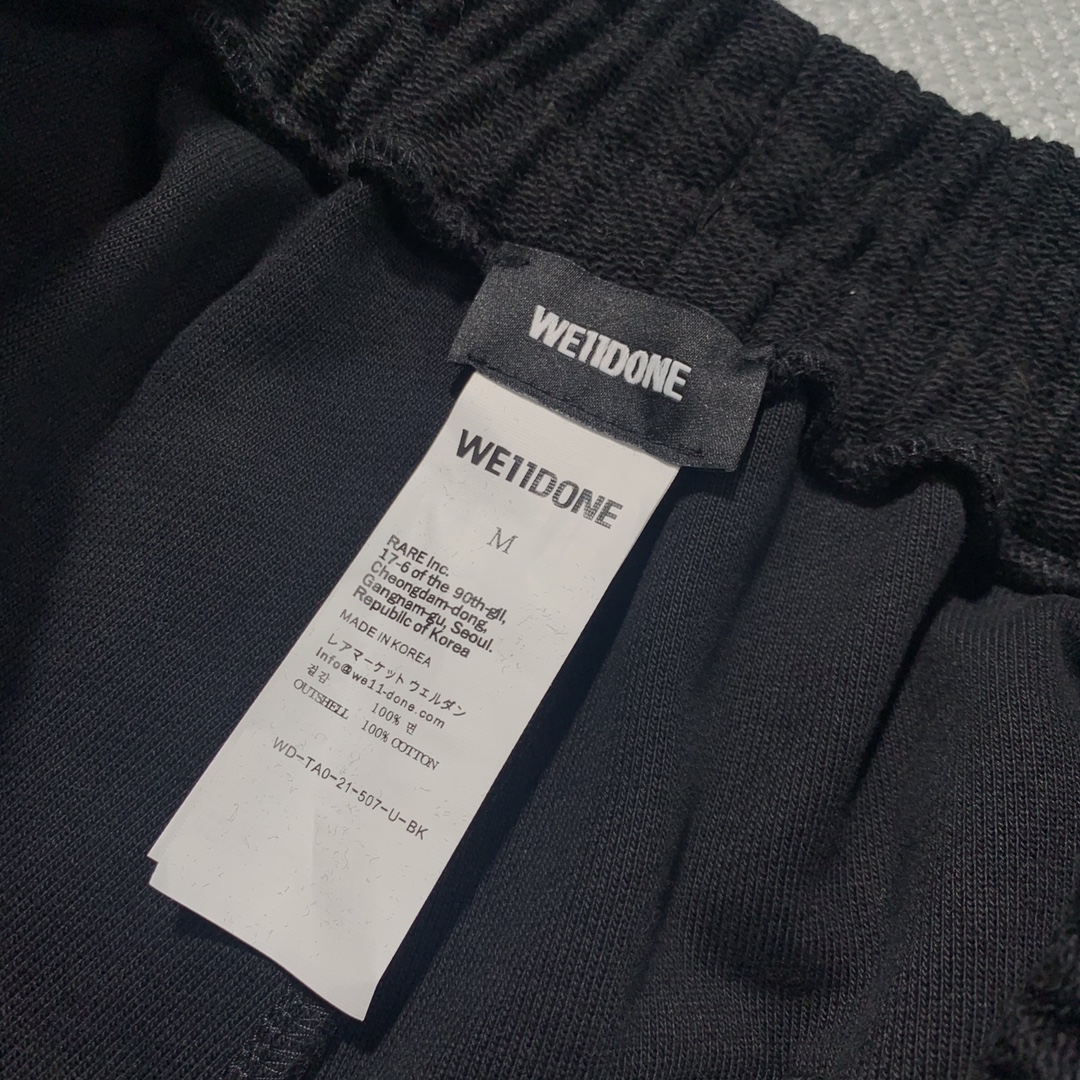 WE11DONE
WE11DONE
M
RARE Inc.
17-6 of the 90th-gil,
Cheongdam-dong,
Gangnam-gu, Seoul.
Republic of Korea
MADE IN KOREA
レアマーケット ウェルダン
Info@we11-done.com
겉감 100% 면
OUTSHELL 100% COTTON
WD-TA0-21-507-U-BK